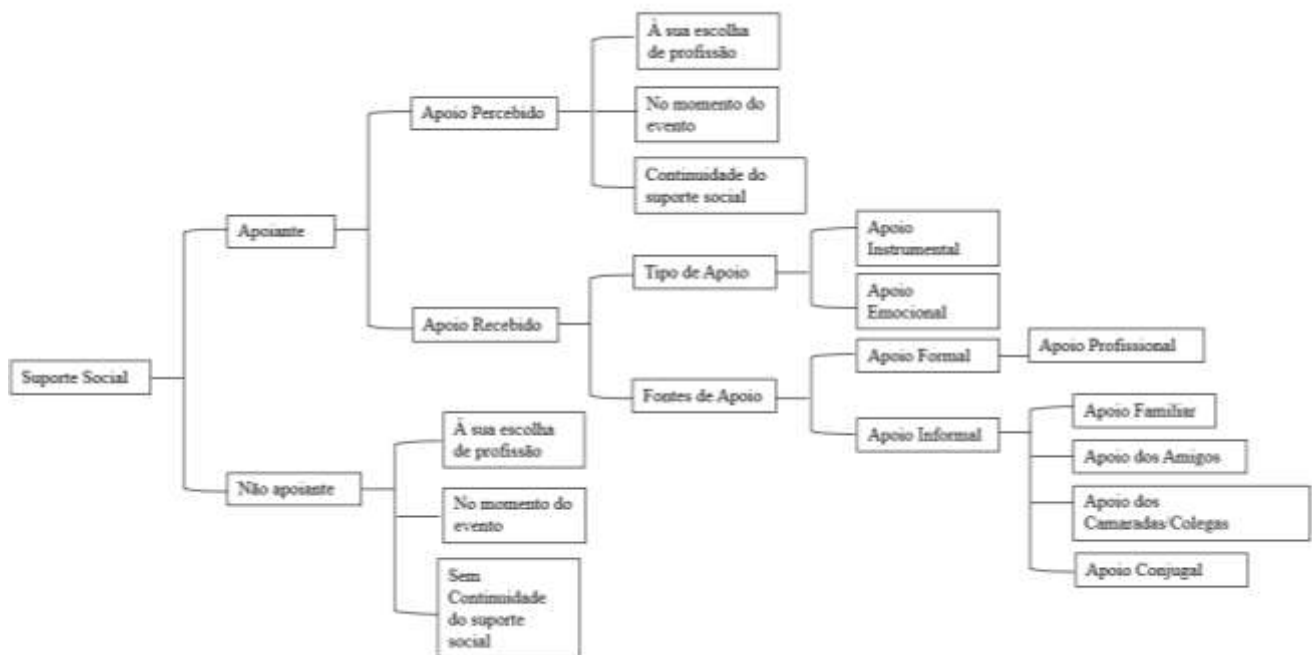 À sua escolha
de profissão
Apoio Percebido
No momento do
evento
Continuidade do
suporte social
Apoiante
Apoio
Instrumental
Tipo de Apoio
Apoio
Emocional
Apoio Recebido
Apoio Formal
Apoio Profissional
Suporte Social
Fontes de Apoio
Apoio Familiar
À sua escolha
de profissão
Apoio Informal
Apoio dos Amigos
Não apoiante
No momento do
evento
Apoio dos
Camaradas/Colegas
Apoio Conjugal
Sem
Continuidade
do suporte
social